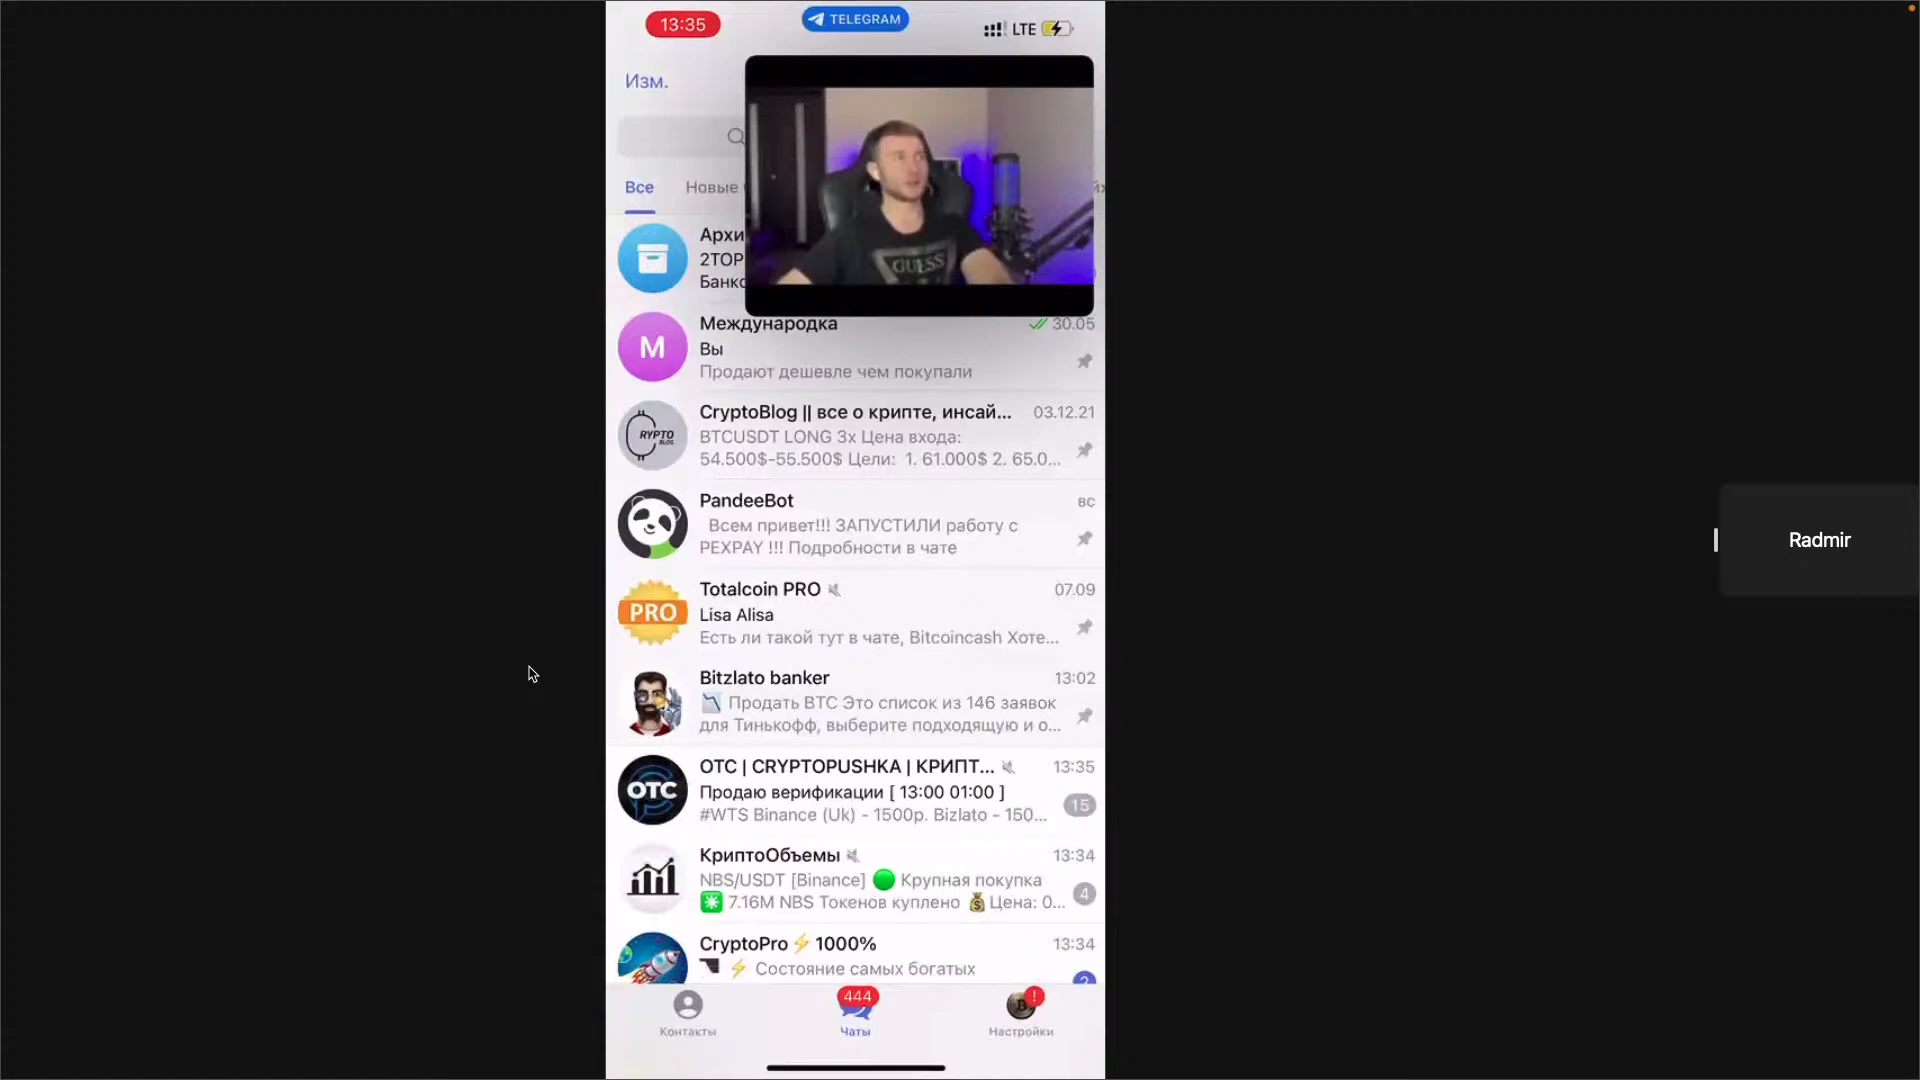 13:35
TELEGRAM
LTE
Изм.
Все Новые
Архи
2TOP
Банко
GUESS
M
Международка 30.05
Вы
Продают дешевле чем покупали
RYPTO
BLOG
CryptoBlog || все о крипте, инсай... 03.12.21
BTCUSDT LONG 3x Цена входа:
54.500$-55.500$ Цели: 1. 61.000$ 2. 65.0...
PandeeBot вс
Всем привет!!! ЗАПУСТИЛИ работу с
PEXPAY !!! Подробности в чате
PRO
Totalcoin PRO 07.09
Lisa Alisa
Есть ли такой тут в чате, Bitcoincash Хоте...
Bitzlato banker 13:02
Продать BTC Это список из 146 заявок
для Тинькофф, выберите подходящую и о...
OTC
OTC | CRYPTOPUSHKA | КРИПТ... 13:35
Продаю верификации [ 13:00 01:00 ]
#WTS Binance (Uk) - 1500р. Bizlato - 150... 15
КриптоОбъемы 13:34
NBS/USDT [Binance] Крупная покупка
7.16M NBS Токенов куплено Цена: 0... 4
CryptoPro ⚡ 1000% 13:34
⚡ Состояние самых богатых
444
!
Контакты Чаты Настройки
Radmir